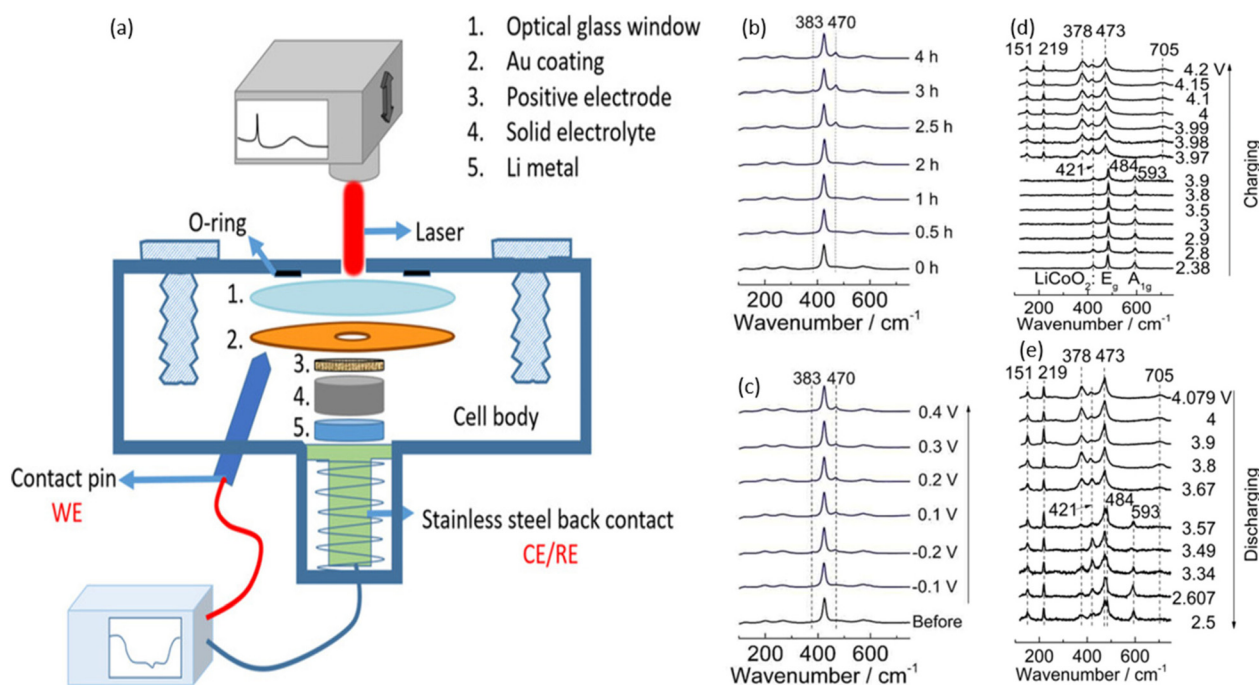 (a)
1. Optical glass window
2. Au coating
3. Positive electrode
4. Solid electrolyte
5. Li metal
O-ring
Laser
1.
2.
3.
4.
5.
Cell body
Contact pin
WE
Stainless steel back contact
CE/RE
(b)
383 470
4 h
3 h
2.5 h
2 h
1 h
0.5 h
0 h
200 400 600
Wavenumber / cm-1
(c)
383 470
0.4 V
0.3 V
0.2 V
0.1 V
-0.2 V
-0.1 V
Before
200 400 600
Wavenumber / cm-1
(d)
378 473
151 219 705
4.2 V
4.15
4.1
4
3.99
3.98
3.97
421 484 593
3.9
3.8
3.5
3
2.9
2.8
2.38
LiCoO2 Eg A1g
Charging
200 400 600
Wavenumber / cm-1
(e)
378 473
151 219 705
4.079 V
4
3.9
3.8
3.67
484
421 593
3.57
3.49
3.34
2.607
2.5
Discharging
200 400 600
Wavenumber / cm-1